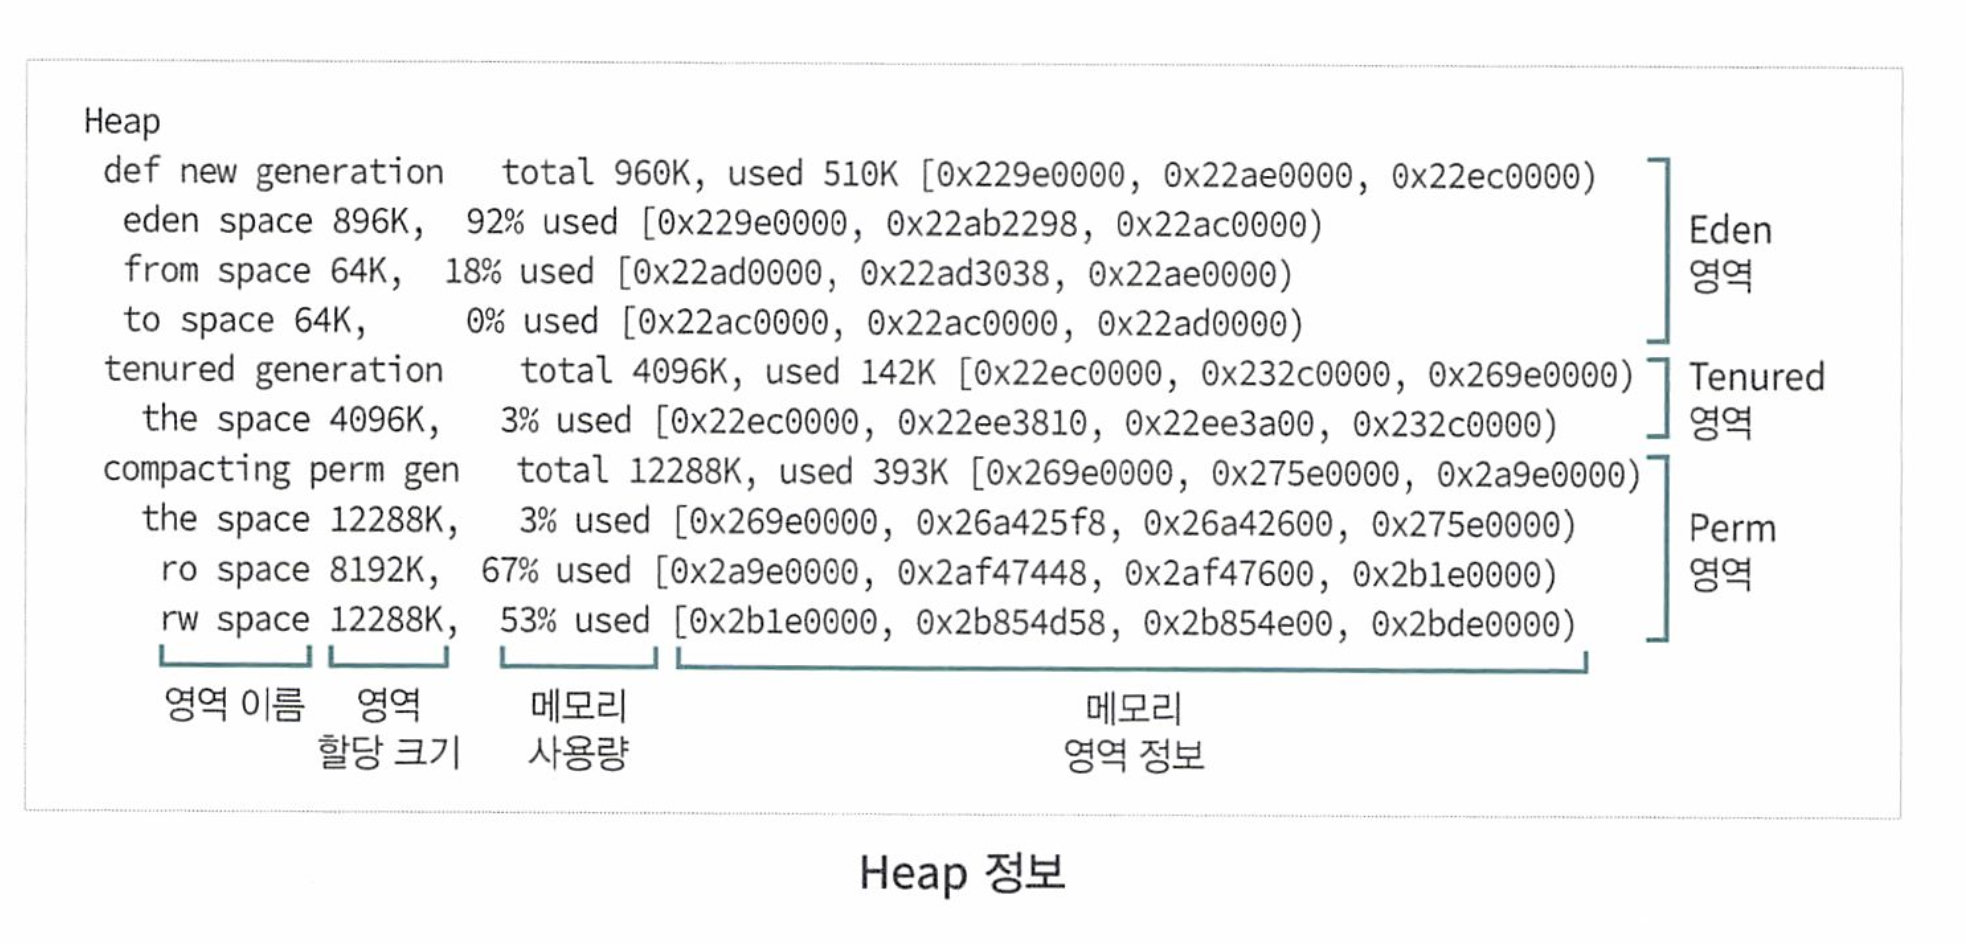 Heap
def new generation total 960K, used 510K [0x229e0000, 0x22ae0000, 0x22ec0000)
eden space 896K, 92% used [0x229e0000, 0x22ab2298, 0x22ac0000)
from space 64K, 18% used [0x22ad0000, 0x22ad3038, 0x22ae0000)
to space 64K, 0% used [0x22ac0000, 0x22ac0000, 0x22ad0000)
Eden
영역
tenured generation total 4096K, used 142K [0x22ec0000, 0x232c0000, 0x269e0000)
the space 4096K, 3% used [0x22ec0000, 0x22ee3810, 0x22ee3a00, 0x232c0000)
Tenured
영역
compacting perm gen total 12288K, used 393K [0x269e0000, 0x275e0000, 0x2a9e0000)
the space 12288K, 3% used [0x269e0000, 0x26a425f8, 0x26a42600, 0x275e0000)
ro space 8192K, 67% used [0x2a9e0000, 0x2af47448, 0x2af47600, 0x2b1e0000)
rw space 12288K, 53% used [0x2b1e0000, 0x2b854d58, 0x2b854e00, 0x2bde0000)
Perm
영역
영역 이름
영역
할당 크기
메모리
사용량
메모리
영역 정보
Heap 정보